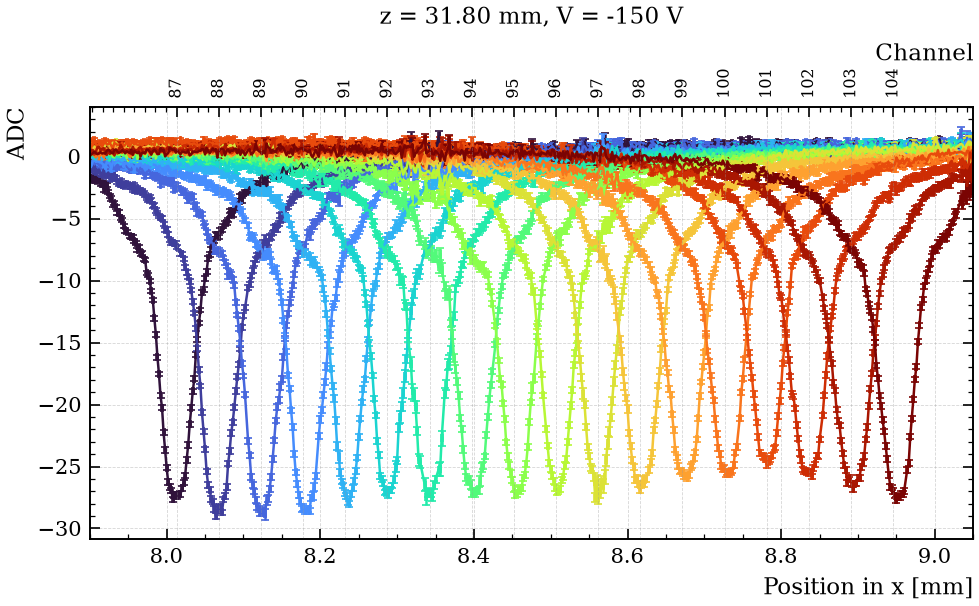 z = 31.80 mm, V = -150 V
Channel
87 88 89 90 91 92 93 94 95 96 97 98 99 100 101 102 103 104
ADC
0
−5
−10
−15
−20
−25
−30
8.0 8.2 8.4 8.6 8.8 9.0
Position in x [mm]